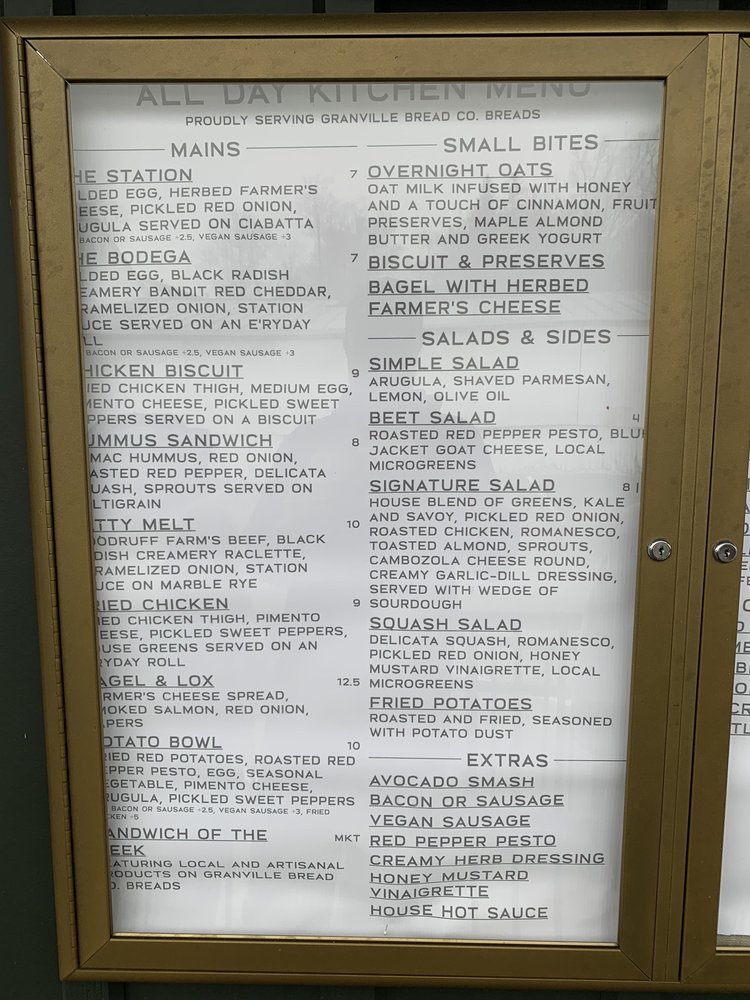 ALL DAY KITCHEN MENU
PROUDLY SERVING GRANVILLE BREAD CO. BREADS
MAINS
HE STATION 7
LDED EGG, HERBED FARMER'S
EESE, PICKLED RED ONION,
UGULA SERVED ON CIABATTA
BACON OR SAUSAGE +2.5, VEGAN SAUSAGE +3
HE BODEGA 7
LDED EGG, BLACK RADISH
EAMERY BANDIT RED CHEDDAR,
RAMELIZED ONION, STATION
UCE SERVED ON AN E'RYDAY
LL
BACON OR SAUSAGE +2.5, VEGAN SAUSAGE +3
HICKEN BISCUIT 9
IED CHICKEN THIGH, MEDIUM EGG,
MENTO CHEESE, PICKLED SWEET
PPERS SERVED ON A BISCUIT
UMMUS SANDWICH 8
MAC HUMMUS, RED ONION,
ASTED RED PEPPER, DELICATA
UASH, SPROUTS SERVED ON
LTIGRAIN
TTY MELT 10
OODRUFF FARM'S BEEF, BLACK
DISH CREAMERY RACLETTE,
RAMELIZED ONION, STATION
UCE ON MARBLE RYE
RIED CHICKEN 9
IED CHICKEN THIGH, PIMENTO
EESE, PICKLED SWEET PEPPERS,
OUSE GREENS SERVED ON AN
RYDAY ROLL
AGEL & LOX 12.5
RMER'S CHEESE SPREAD,
MOKED SALMON, RED ONION,
APERS
OTATO BOWL 10
RIED RED POTATOES, ROASTED RED
EPPER PESTO, EGG, SEASONAL
EGETABLE, PIMENTO CHEESE,
RUGULA, PICKLED SWEET PEPPERS
BACON OR SAUSAGE +2.5, VEGAN SAUSAGE +3, FRIED
CKEN +5
ANDWICH OF THE MKT
EEK
EATURING LOCAL AND ARTISANAL
RODUCTS ON GRANVILLE BREAD
O. BREADS
SMALL BITES
OVERNIGHT OATS
OAT MILK INFUSED WITH HONEY
AND A TOUCH OF CINNAMON, FRUIT
PRESERVES, MAPLE ALMOND
BUTTER AND GREEK YOGURT
BISCUIT & PRESERVES
BAGEL WITH HERBED
FARMER'S CHEESE
SALADS & SIDES
SIMPLE SALAD
ARUGULA, SHAVED PARMESAN,
LEMON, OLIVE OIL
BEET SALAD 4
ROASTED RED PEPPER PESTO, BLU
JACKET GOAT CHEESE, LOCAL
MICROGREENS
SIGNATURE SALAD 8 |
HOUSE BLEND OF GREENS, KALE
AND SAVOY, PICKLED RED ONION,
ROASTED CHICKEN, ROMANESCO,
TOASTED ALMOND, SPROUTS,
CAMBOZOLA CHEESE ROUND,
CREAMY GARLIC-DILL DRESSING,
SERVED WITH WEDGE OF
SOURDOUGH
SQUASH SALAD
DELICATA SQUASH, ROMANESCO,
PICKLED RED ONION, HONEY
MUSTARD VINAIGRETTE, LOCAL
MICROGREENS
FRIED POTATOES
ROASTED AND FRIED, SEASONED
WITH POTATO DUST
EXTRAS
AVOCADO SMASH
BACON OR SAUSAGE
VEGAN SAUSAGE
RED PEPPER PESTO
CREAMY HERB DRESSING
HONEY MUSTARD
VINAIGRETTE
HOUSE HOT SAUCE